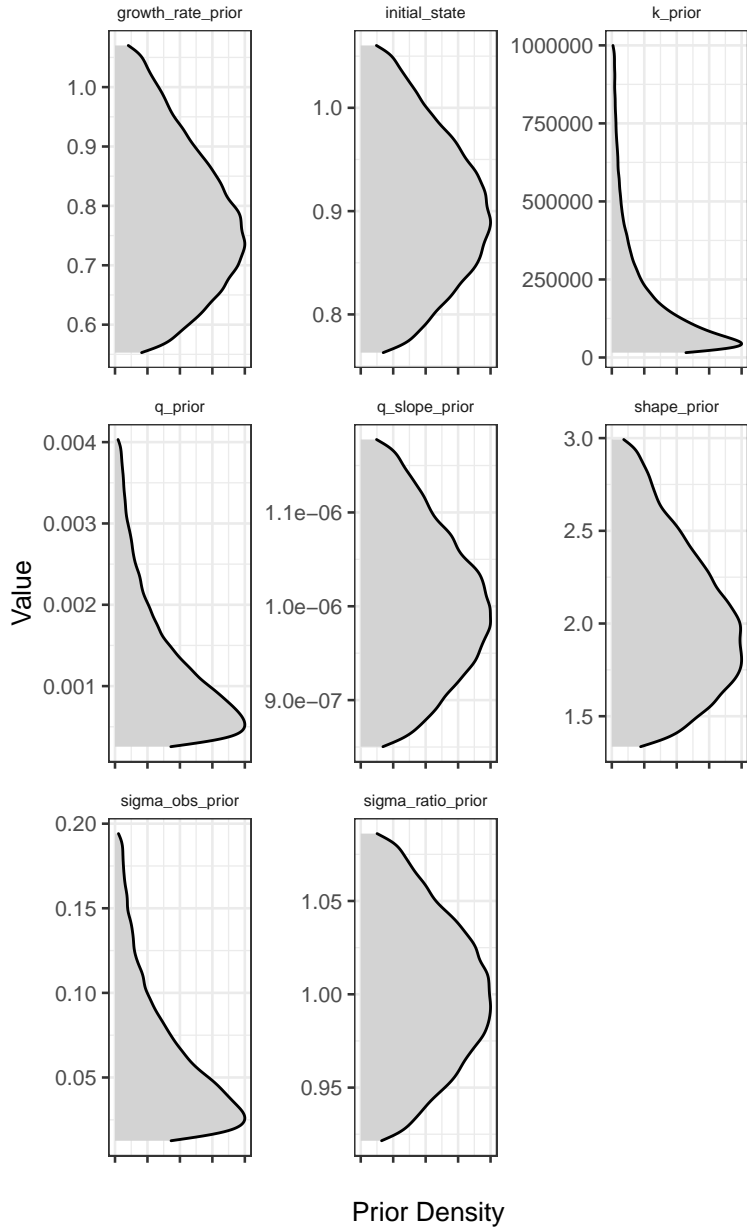 growth_rate_prior
initial_state
k_prior
1.0
0.9
0.8
0.7
0.6
1.0
0.9
0.8
1000000
750000
500000
250000
0
q_prior
q_slope_prior
shape_prior
0.004
0.003
0.002
0.001
1.1e−06
1.0e−06
9.0e−07
3.0
2.5
2.0
1.5
sigma_obs_prior
sigma_ratio_prior
0.20
0.15
0.10
0.05
1.05
1.00
0.95
Value
Prior Density